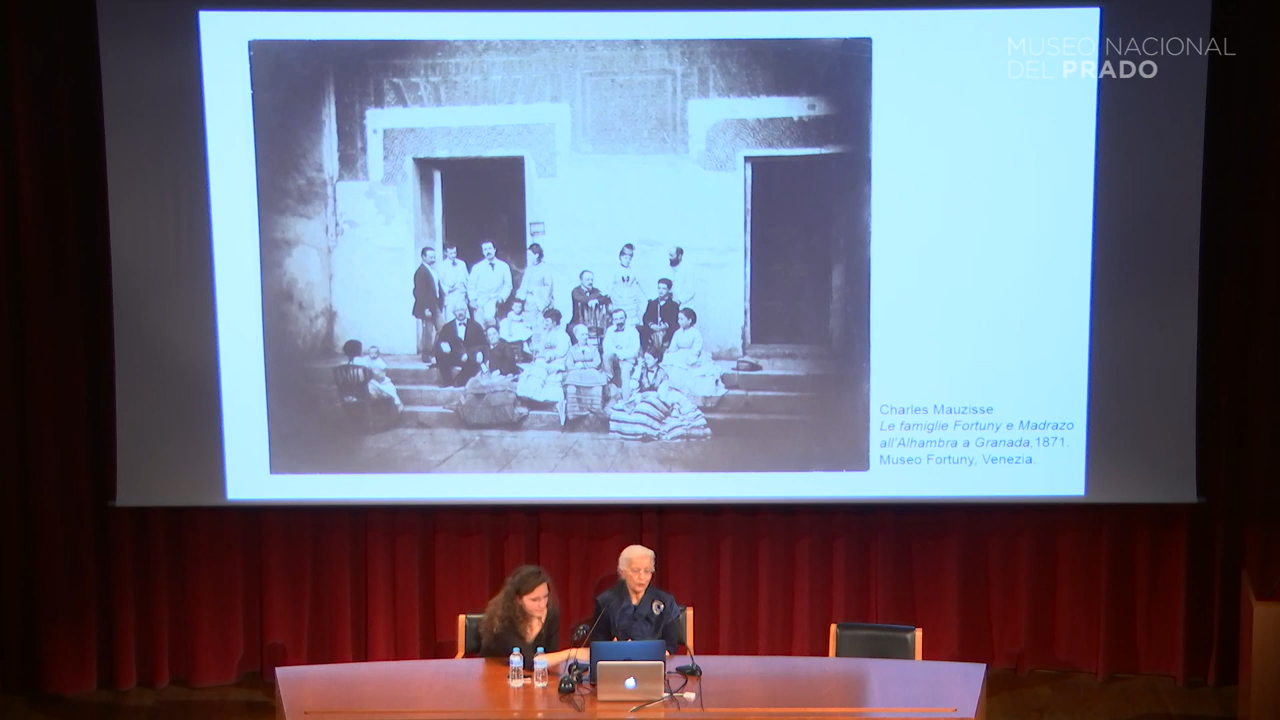 MUSEO NACIONAL
DEL PRADO
Charles Mauzisse
Le famiglie Fortuny e Madrazo
all'Alhambra a Granada,1871.
Museo Fortuny, Venezia.